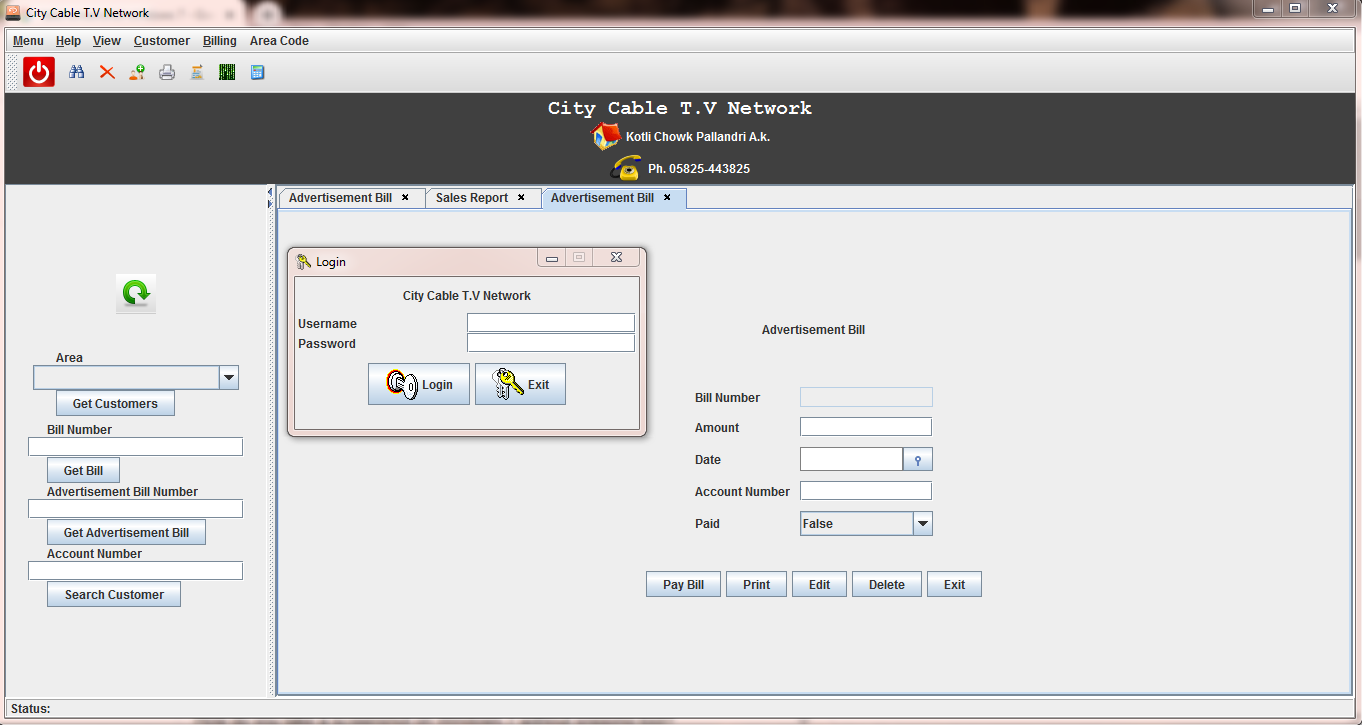 City Cable T.V Network
Menu Help View Customer Billing Area Code
City Cable T.V Network
Kotli Chowk Pallandri A.k.
Ph. 05825-443825
Advertisement Bill Sales Report Advertisement Bill
Area
Get Customers
Bill Number
Get Bill
Advertisement Bill Number
Get Advertisement Bill
Account Number
Search Customer
Login
City Cable T.V Network
Username
Password
Login Exit
Advertisement Bill
Bill Number
Amount
Date
Account Number
Paid False
Pay Bill Print Edit Delete Exit
Status: